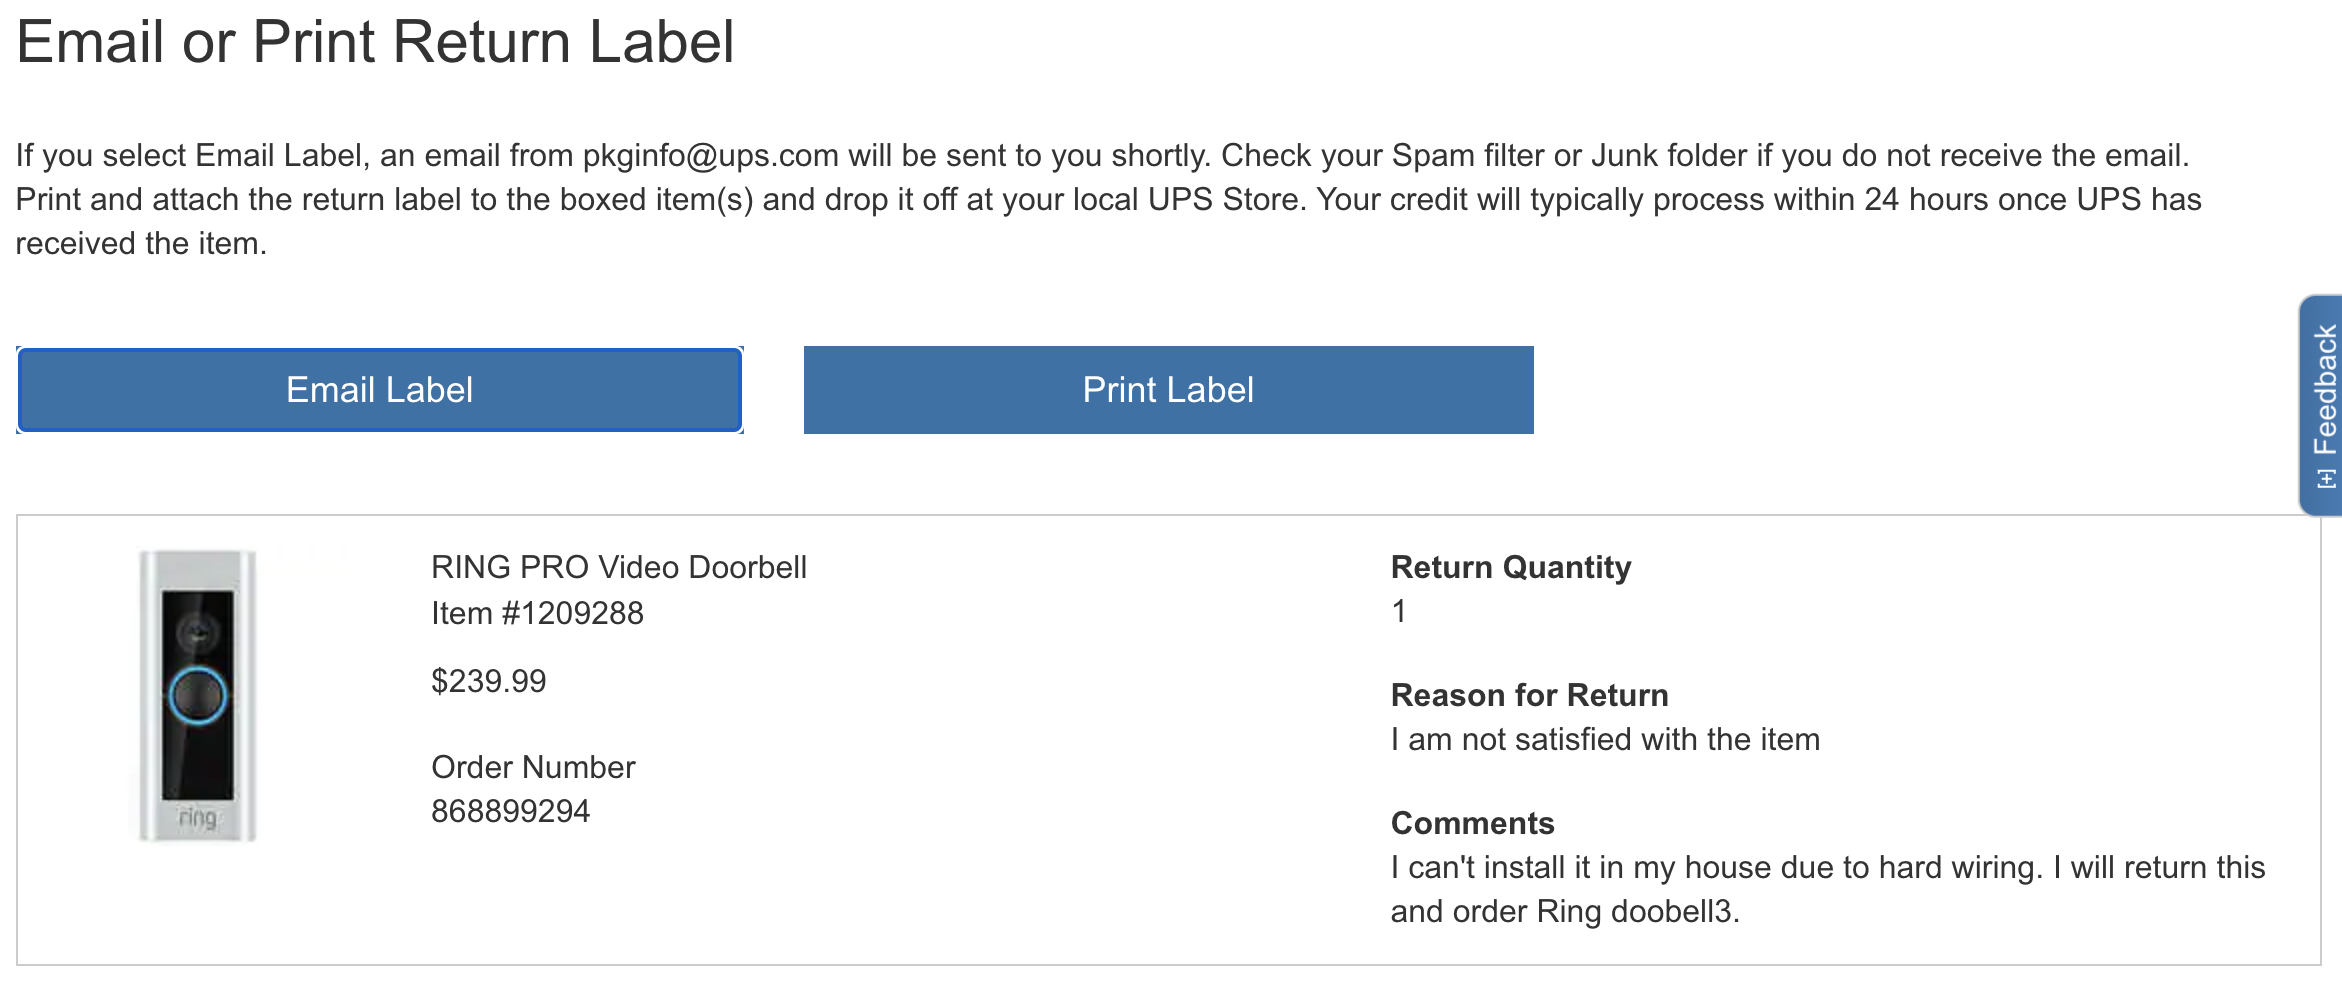 Email or Print Return Label
If you select Email Label, an email from pkginfo@ups.com will be sent to you shortly. Check your Spam filter or Junk folder if you do not receive the email.
Print and attach the return label to the boxed item(s) and drop it off at your local UPS Store. Your credit will typically process within 24 hours once UPS has
received the item.
Email Label
Print Label
[+] Feedback
ring
RING PRO Video Doorbell
Item #1209288
$239.99
Order Number
868899294
Return Quantity
1
Reason for Return
I am not satisfied with the item
Comments
I can't install it in my house due to hard wiring. I will return this
and order Ring doobell3.